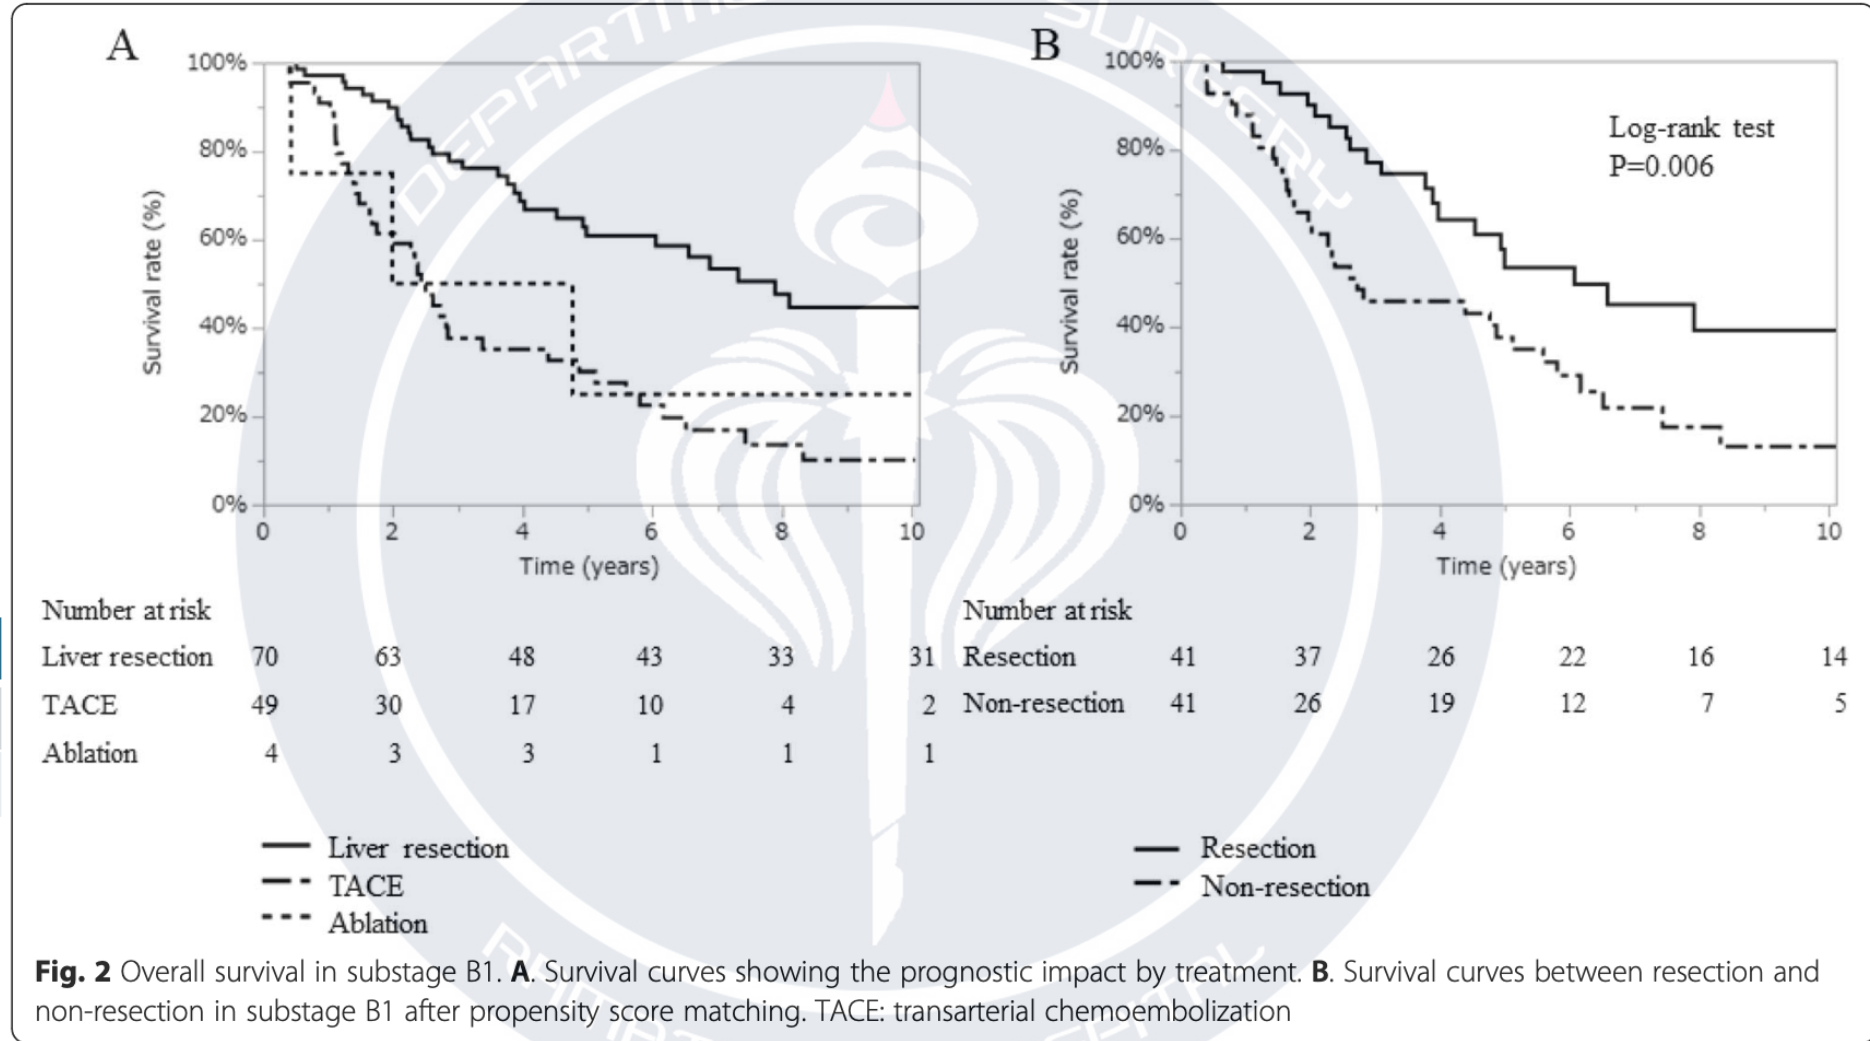 A
100%
80%
60%
40%
20%
0%
Survival rate (%)
0 2 4 6 8 10
Time (years)
Number at risk
Liver resection 70 63 48 43 33 31
TACE 49 30 17 10 4 2
Ablation 4 3 3 1 1 1
Liver resection
TACE
Ablation
B
100%
80%
60%
40%
20%
0%
Survival rate (%)
Log-rank test
P=0.006
0 2 4 6 8 10
Time (years)
Number at risk
Resection 41 37 26 22 16 14
Non-resection 41 26 19 12 7 5
Resection
Non-resection
Fig. 2 Overall survival in substage B1. A. Survival curves showing the prognostic impact by treatment. B. Survival curves between resection and
non-resection in substage B1 after propensity score matching. TACE: transarterial chemoembolization
SURGERY